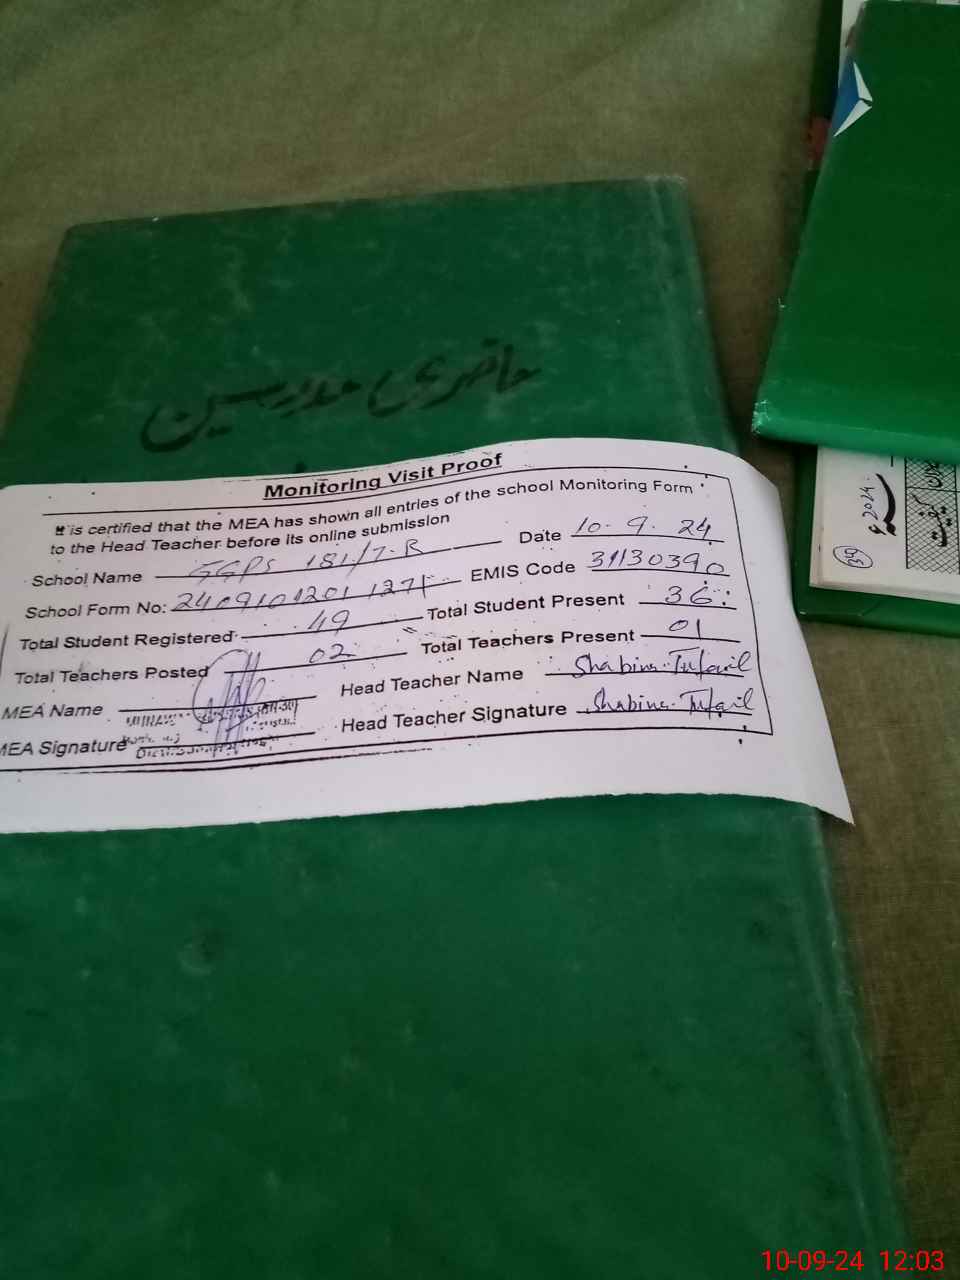 حاضری مدرسین
Monitoring Visit Proof
It is certified that the MEA has shown all entries of the school Monitoring Form
to the Head Teacher before its online submission
School Name GGPS 181/7-R Date 10-9-24
School Form No: EMIS Code 31130390
Total Student Registered 49 Total Student Present 36
Total Teachers Posted 02 Total Teachers Present 01
MEA Name Head Teacher Name Shabina Tufail
MEA Signature Head Teacher Signature Shabina Tufail
2024
39
کیفیت
10-09-24 12:03